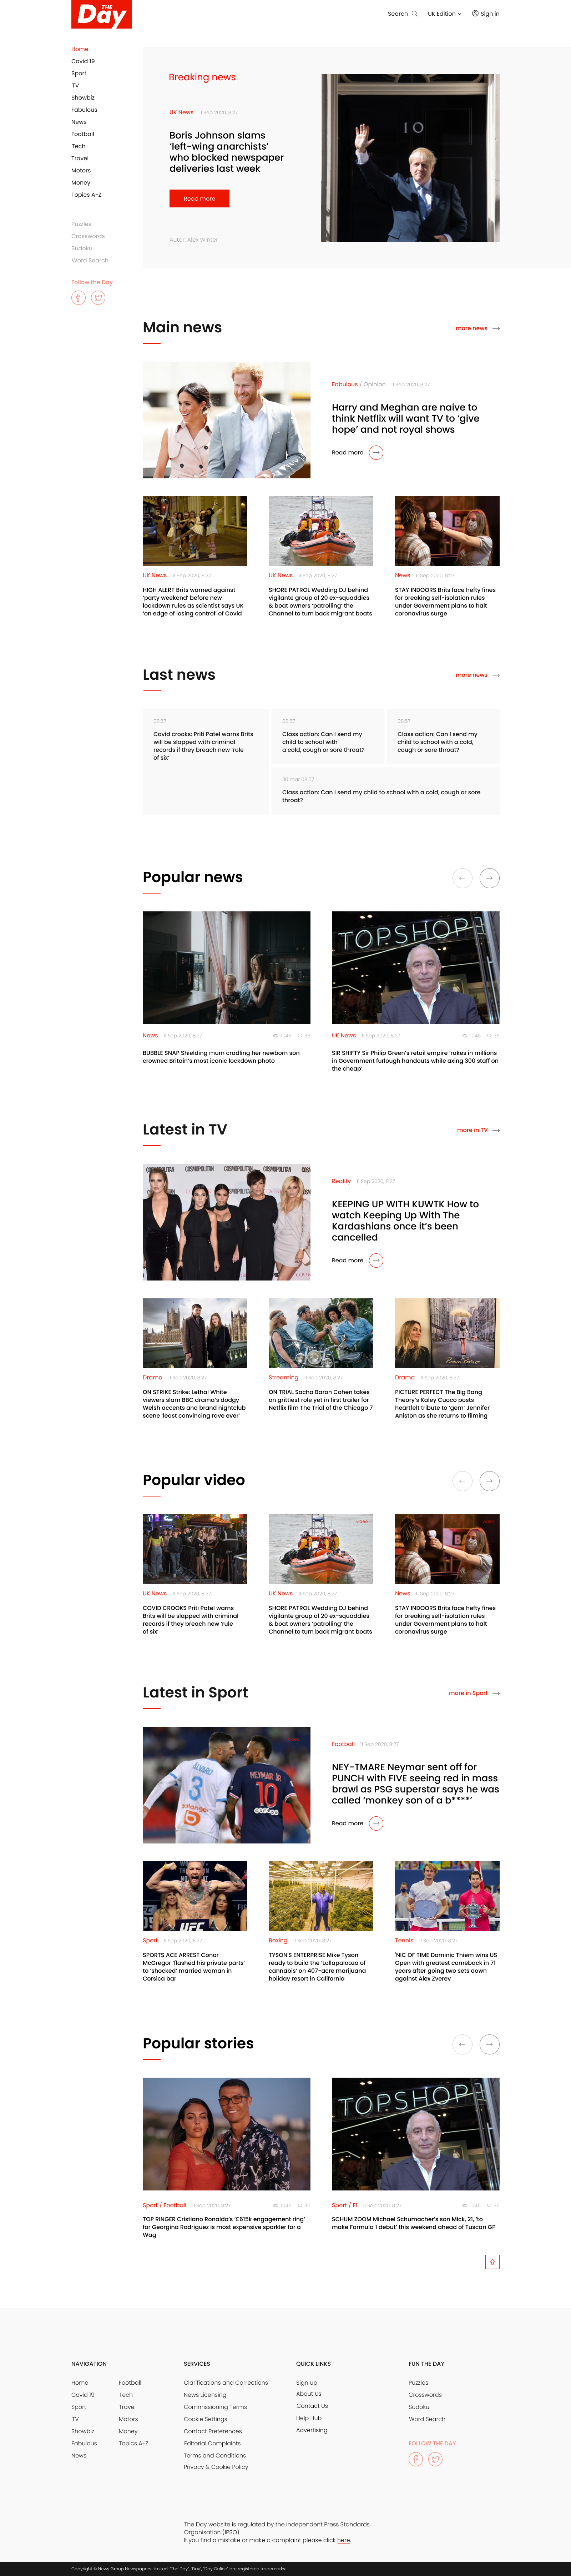 THE
Day
Search
UK Edition
Sign in
Home
Covid 19
Sport
TV
Showbiz
Fabulous
News
Football
Tech
Travel
Motors
Money
Topics A-Z
Puzzles
Crosswords
Sudoku
Word Search
Follow the Day
Breaking news
UK News 11 Sep 2020, 8:27
Boris Johnson slams
‘left-wing anarchists’
who blocked newspaper
deliveries last week
Read more
Autor: Alex Winter
10
Main news
more news
Fabulous / Opinion 11 Sep 2020, 8:27
Harry and Meghan are naive to
think Netflix will want TV to ‘give
hope’ and not royal shows
Read more
UK News 11 Sep 2020, 8:27
HIGH ALERT Brits warned against
‘party weekend’ before new
lockdown rules as scientist says UK
‘on edge of losing control’ of Covid
UK News 11 Sep 2020, 8:27
SHORE PATROL Wedding DJ behind
vigilante group of 20 ex-squaddies
& boat owners ‘patrolling’ the
Channel to turn back migrant boats
News 11 Sep 2020, 8:27
STAY INDOORS Brits face hefty fines
for breaking self-isolation rules
under Government plans to halt
coronavirus surge
Last news
more news
08:57
Covid crooks: Priti Patel warns Brits
will be slapped with criminal
records if they breach new ‘rule
of six’
08:57
Class action: Can I send my
child to school with
a cold, cough or sore throat?
08:57
Class action: Can I send my
child to school with a cold,
cough or sore throat?
30 mar 08:57
Class action: Can I send my child to school with a cold, cough or sore
throat?
Popular news
TOPSHOP
News 11 Sep 2020, 8:27 1046 36
BUBBLE SNAP Shielding mum cradling her newborn son
crowned Britain’s most iconic lockdown photo
UK News 11 Sep 2020, 8:27 1046 36
SIR SHIFTY Sir Philip Green’s retail empire ‘rakes in millions
in Government furlough handouts while axing 300 staff on
the cheap’
Latest in TV
more in TV
COSMOPOLITAN
Reality 11 Sep 2020, 8:27
KEEPING UP WITH KUWTK How to
watch Keeping Up With The
Kardashians once it’s been
cancelled
Read more
Drama 11 Sep 2020, 8:27
ON STRIKE Strike: Lethal White
viewers slam BBC drama’s dodgy
Welsh accents and brand nightclub
scene ‘least convincing rave ever’
Streaming 11 Sep 2020, 8:27
ON TRIAL Sacha Baron Cohen takes
on grittiest role yet in first trailer for
Netflix film The Trial of the Chicago 7
Drama 11 Sep 2020, 8:27
PICTURE PERFECT The Big Bang
Theory’s Kaley Cuoco posts
heartfelt tribute to ‘gem’ Jennifer
Aniston as she returns to filming
Popular video
UK News 11 Sep 2020, 8:27
COVID CROOKS Priti Patel warns
Brits will be slapped with criminal
records if they breach new ‘rule
of six’
UK News 11 Sep 2020, 8:27
SHORE PATROL Wedding DJ behind
vigilante group of 20 ex-squaddies
& boat owners ‘patrolling’ the
Channel to turn back migrant boats
News 11 Sep 2020, 8:27
STAY INDOORS Brits face hefty fines
for breaking self-isolation rules
under Government plans to halt
coronavirus surge
Latest in Sport
more in Sport
ALVARO
3
NEYMAR JR
10
Football 11 Sep 2020, 8:27
NEY-TMARE Neymar sent off for
PUNCH with FIVE seeing red in mass
brawl as PSG superstar says he was
called ‘monkey son of a b****’
Read more
UFC
Sport 11 Sep 2020, 8:27
SPORTS ACE ARREST Conor
McGregor ‘flashed his private parts’
to ‘shocked’ married woman in
Corsica bar
Boxing 11 Sep 2020, 8:27
TYSON'S ENTERPRISE Mike Tyson
ready to build the ‘Lollapalooza of
cannabis’ on 407-acre marijuana
holiday resort in California
Tennis 11 Sep 2020, 8:27
'NIC OF TIME Dominic Thiem wins US
Open with greatest comeback in 71
years after going two sets down
against Alex Zverev
Popular stories
TOPSHOP
Sport / Football 11 Sep 2020, 8:27 1046 36
TOP RINGER Cristiano Ronaldo’s ‘£615k engagement ring’
for Georgina Rodriguez is most expensive sparkler for a
Wag
Sport / F1 11 Sep 2020, 8:27 1046 36
SCHUM ZOOM Michael Schumacher’s son Mick, 21, ‘to
make Formula 1 debut’ this weekend ahead of Tuscan GP
NAVIGATION
Home
Covid 19
Sport
TV
Showbiz
Fabulous
News
Football
Tech
Travel
Motors
Money
Topics A-Z
SERVICES
Clarifications and Corrections
News Licensing
Commissioning Terms
Cookie Settings
Contact Preferences
Editorial Complaints
Terms and Conditions
Privacy & Cookie Policy
QUICK LINKS
Sign up
About Us
Contact Us
Help Hub
Advertising
FUN THE DAY
Puzzles
Crosswords
Sudoku
Word Search
FOLLOW THE DAY
The Day website is regulated by the Independent Press Standards
Organisation (IPSO)
If you find a mistake or make a complaint please click here.
Copyright © News Group Newspapers Limited. "The Day", "Day", "Day Online" are registered trademarks.